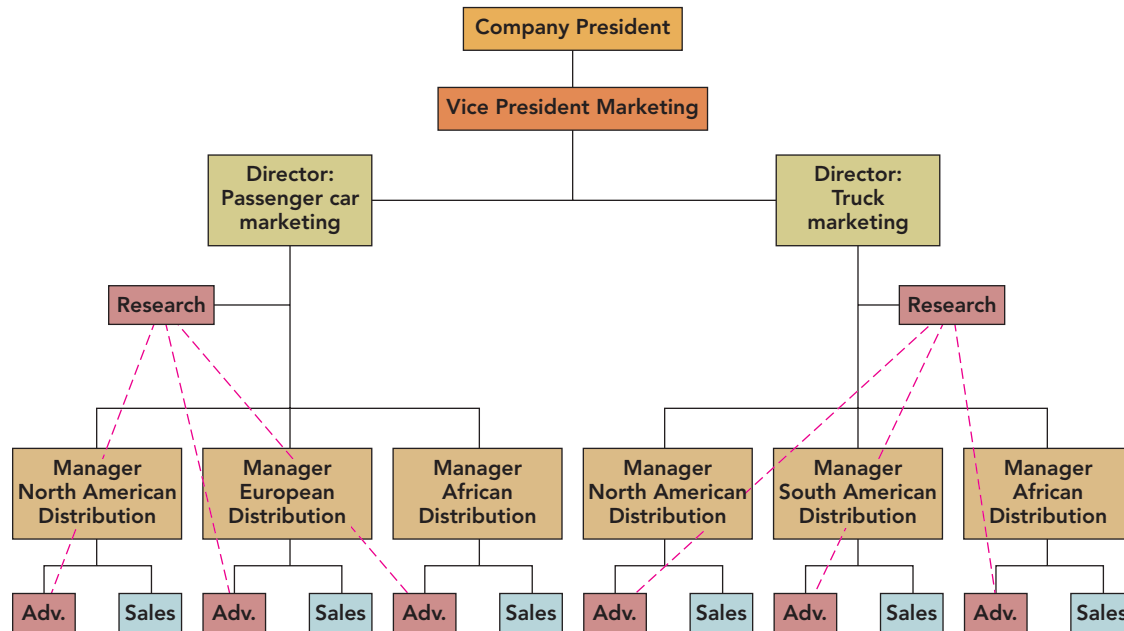 Company President
Vice President Marketing
Director:
Passenger car
marketing
Director:
Truck
marketing
Research
Research
Manager
North American
Distribution
Manager
European
Distribution
Manager
African
Distribution
Manager
North American
Distribution
Manager
South American
Distribution
Manager
African
Distribution
Adv.
Sales
Adv.
Sales
Adv.
Sales
Adv.
Sales
Adv.
Sales
Adv.
Sales